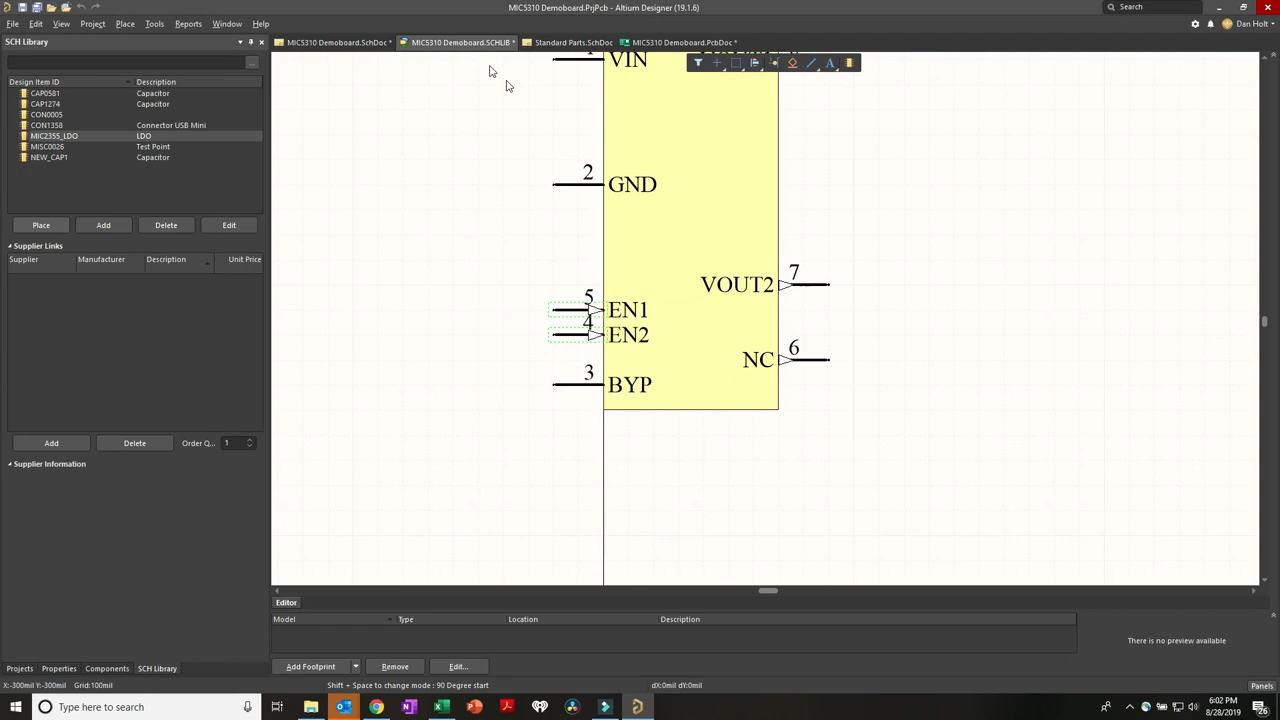 MIC5310 Demoboard.PrjPcb - Altium Designer (19.1.6)
Search
File Edit View Project Place Tools Reports Window Help
Dan Holt
SCH Library
MIC5310 Demoboard.SchDoc *
MIC5310 Demoboard.SCHLIB *
Standard Parts.SchDoc
MIC5310 Demoboard.PcbDoc *
...
Design Item ID Description
CAP0581 Capacitor
CAP1274 Capacitor
CON0005
CON1358 Connector USB Mini
MIC2355_LDO LDO
MISC0026 Test Point
NEW_CAP1 Capacitor
Place Add Delete Edit
Supplier Links
Supplier Manufacturer Description Unit Price
Add Delete Order Q... 1
Supplier Information
VIN
2 GND
VOUT2 7
5 EN1
4 EN2
NC 6
3 BYP
Editor
Model Type Location Description
There is no preview available
Add Footprint Remove Edit...
Projects Properties Components SCH Library
X:-300mil Y:-300mil Grid:100mil
Shift + Space to change mode : 90 Degree start
dX:0mil dY:0mil
Panels
Type here to search
6:02 PM
8/28/2019
26